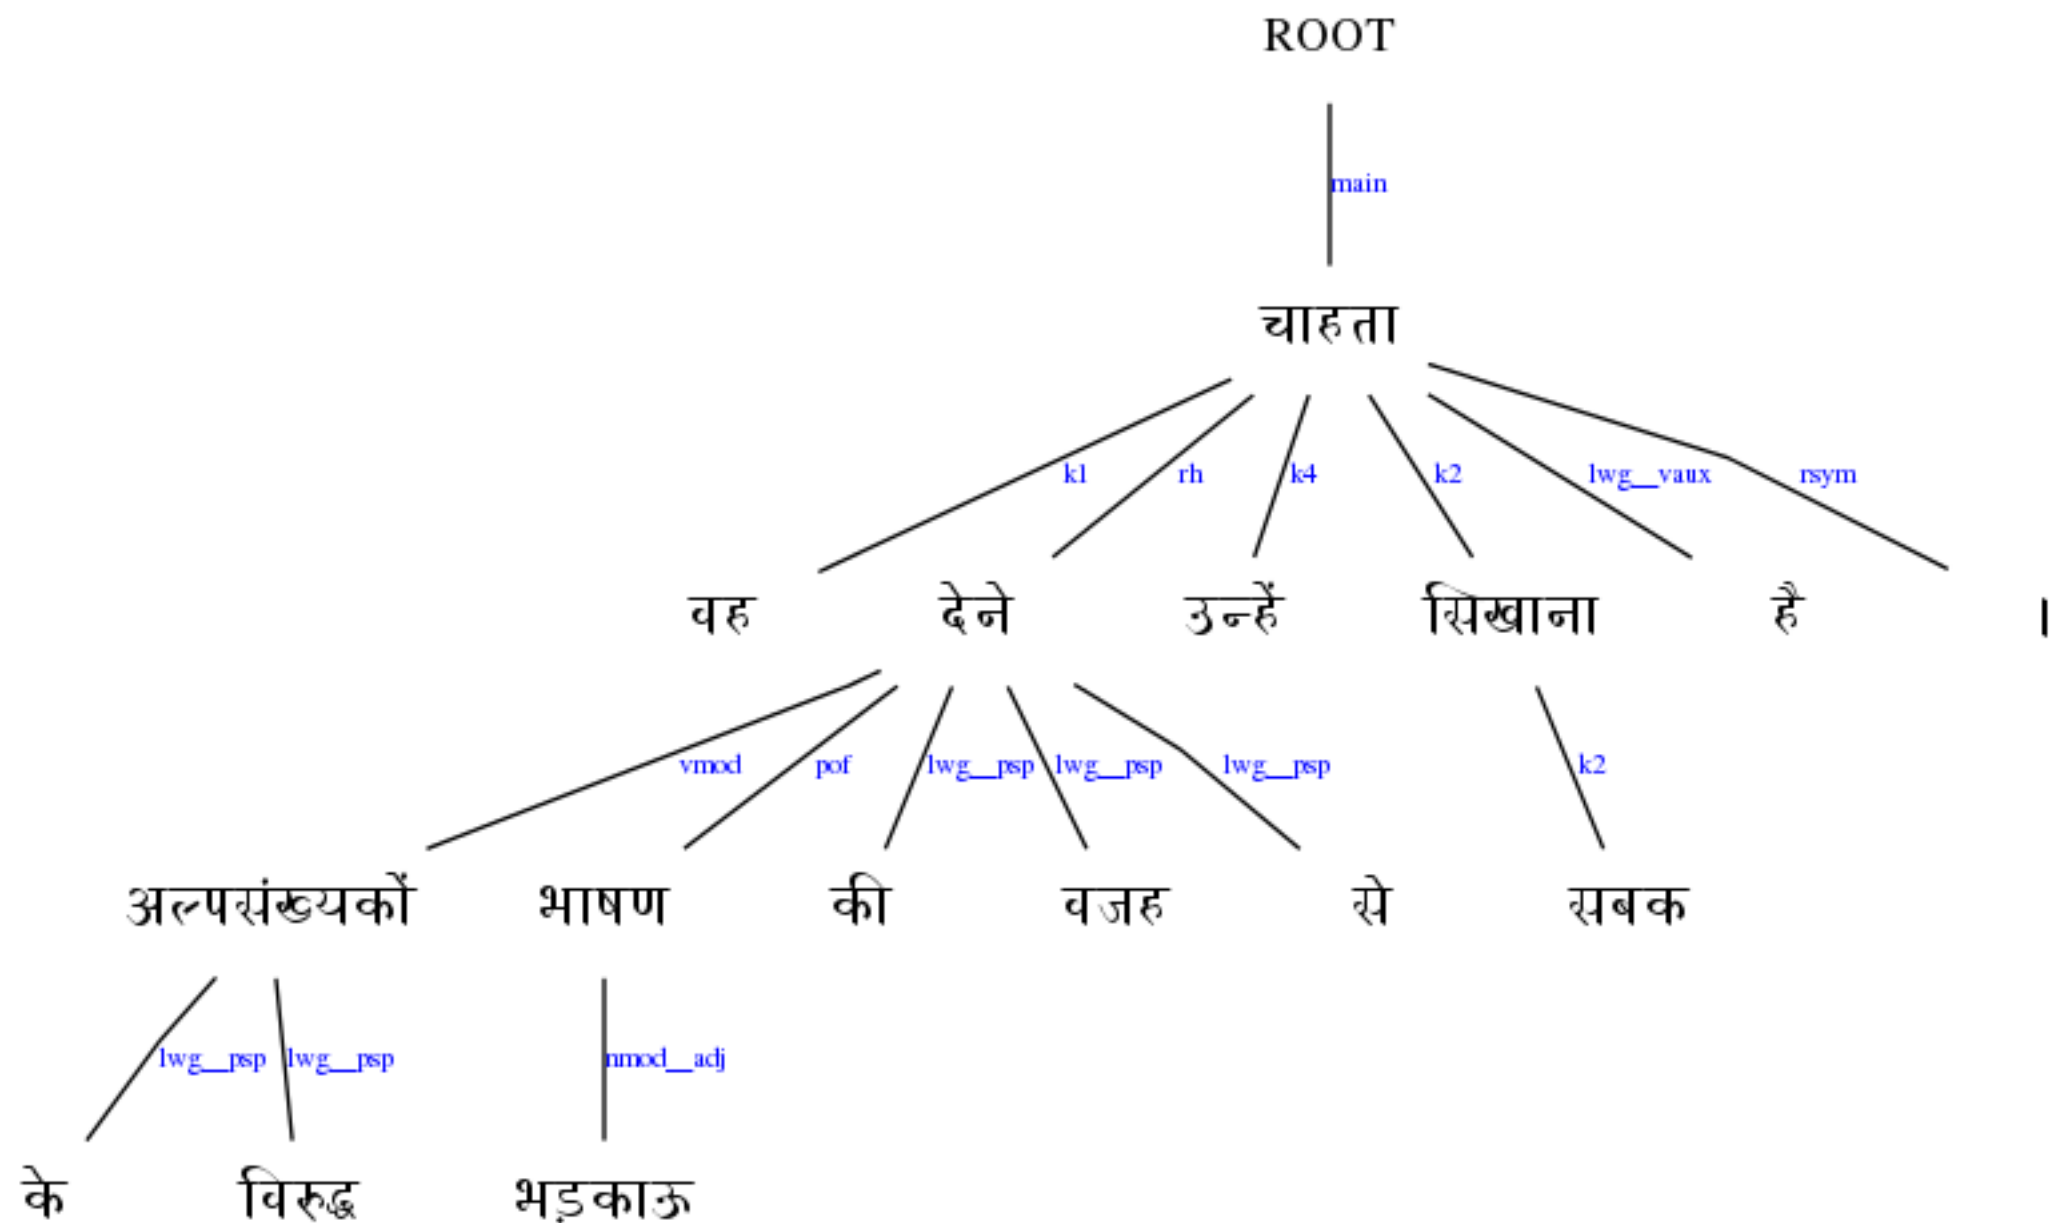 ROOT
main
चाहता
k1 rh k4 k2 lwg__vaux rsym
वह देने उन्हें सिखाना है ।
vmod pof lwg__psp lwg__psp lwg__psp k2
अल्पसंख्यकों भाषण की वजह से सबक
lwg__psp lwg__psp nmod__adj
के विरुद्ध भड़काऊ